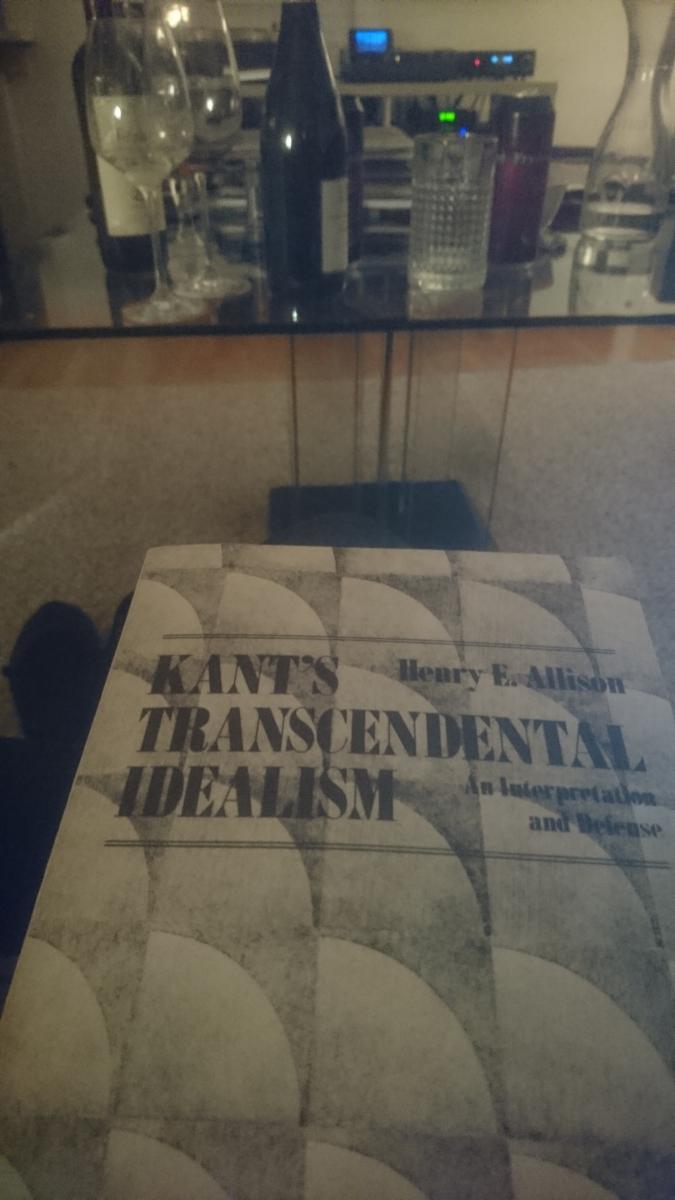 KANT'S
TRANSCENDENTAL
IDEALISM
Henry E. Allison
An Interpretation
and Defense